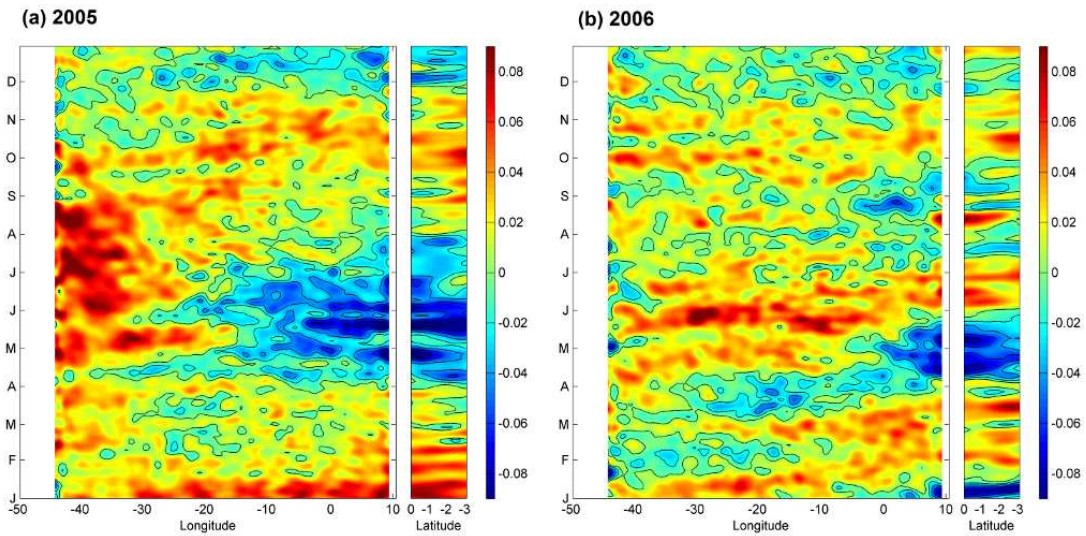 (a) 2005
(b) 2006
D
N
O
S
A
J
J
M
A
M
F
J
-50 -40 -30 -20 -10 0 10
Longitude
0 -1 -2 -3
Latitude
0.08
0.06
0.04
0.02
0
-0.02
-0.04
-0.06
-0.08
D
N
O
S
A
J
J
M
A
M
F
J
-50 -40 -30 -20 -10 0 10
Longitude
0 -1 -2 -3
Latitude
0.08
0.06
0.04
0.02
0
-0.02
-0.04
-0.06
-0.08